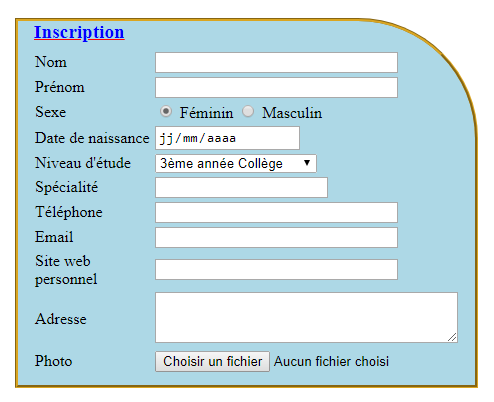 Inscription
Nom
Prénom
Sexe Féminin Masculin
Date de naissance jj/mm/aaaa
Niveau d'étude 3ème année Collège
Spécialité
Téléphone
Email
Site web
personnel
Adresse
Photo Choisir un fichier Aucun fichier choisi